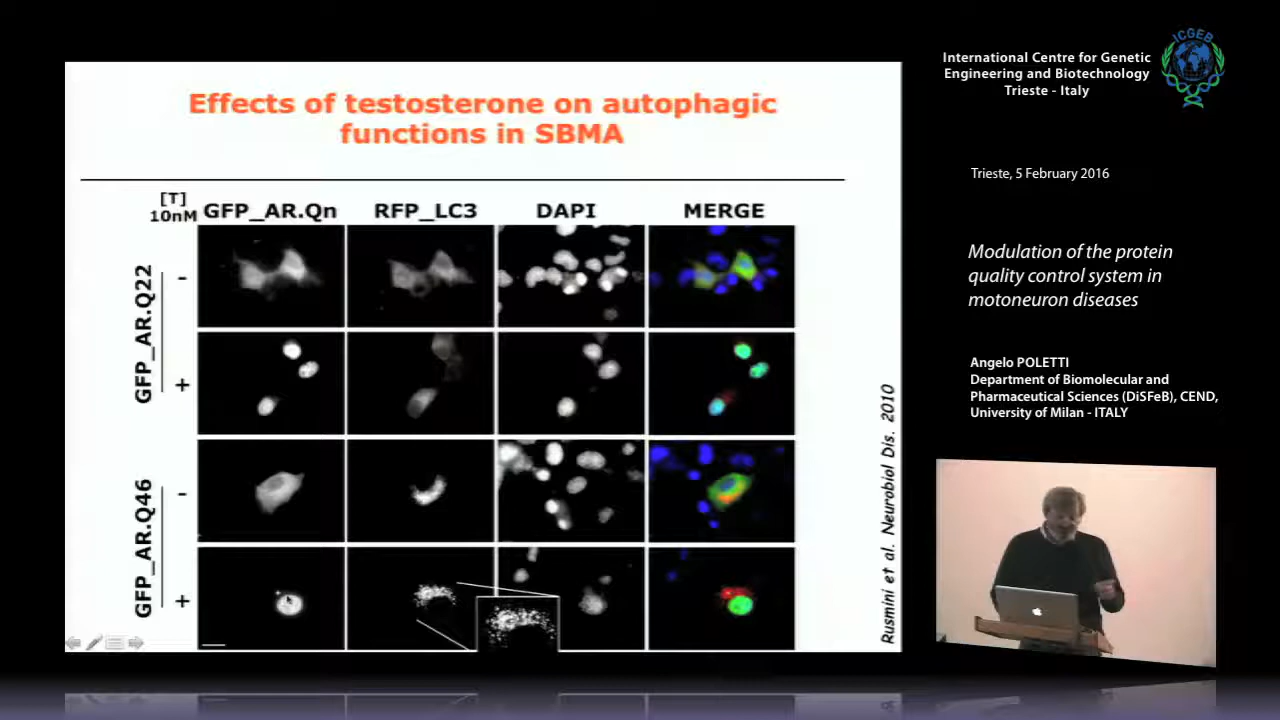 Effects of testosterone on autophagic
functions in SBMA
[T]
10nM
GFP_AR.Qn
RFP_LC3
DAPI
MERGE
GFP_AR.Q22
-
+
GFP_AR.Q46
-
+
Rusmini et al. Neurobiol Dis. 2010
International Centre for Genetic
Engineering and Biotechnology
Trieste - Italy
ICGEB
Trieste, 5 February 2016
Modulation of the protein
quality control system in
motoneuron diseases
Angelo POLETTI
Department of Biomolecular and
Pharmaceutical Sciences (DiSFeB), CEND,
University of Milan - ITALY